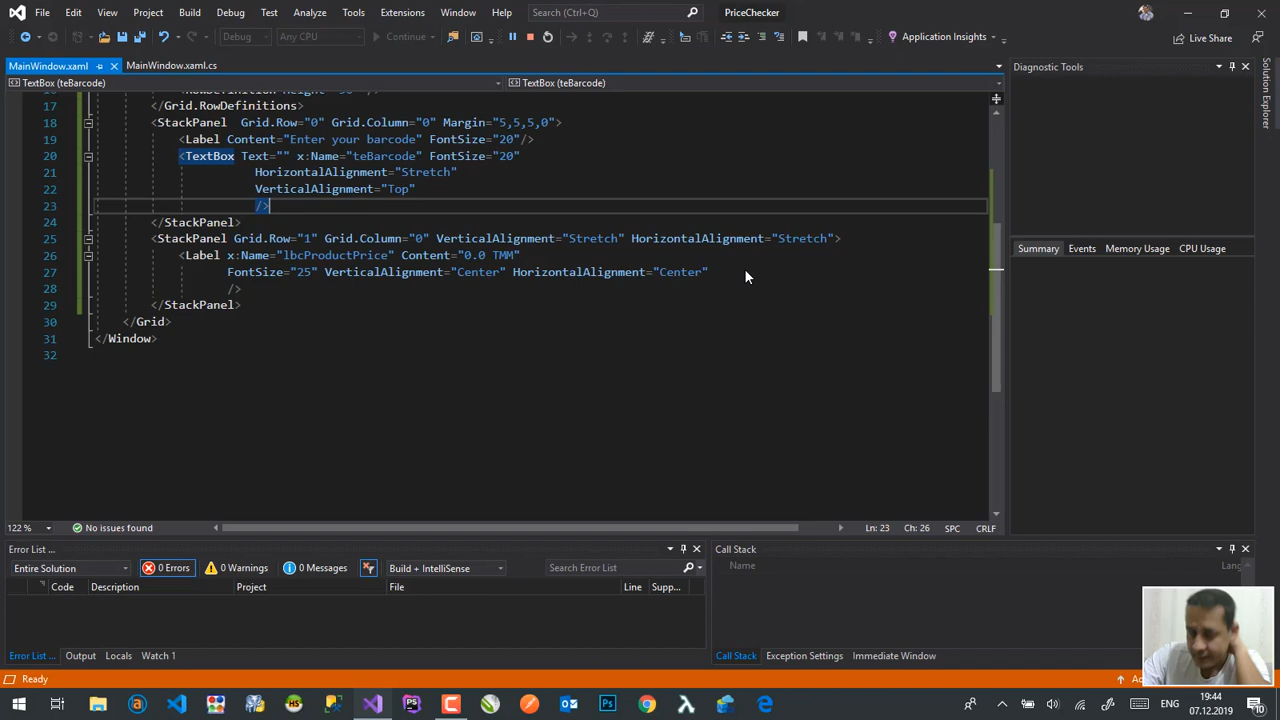 File Edit View Project Build Debug Test Analyze Tools Extensions Window Help Search (Ctrl+Q) PriceChecker
Debug Any CPU Continue Application Insights Live Share
MainWindow.xaml MainWindow.xaml.cs
TextBox (teBarcode) TextBox (teBarcode)
17 </Grid.RowDefinitions>
18 <StackPanel Grid.Row="0" Grid.Column="0" Margin="5,5,5,0">
19 <Label Content="Enter your barcode" FontSize="20"/>
20 <TextBox Text="" x:Name="teBarcode" FontSize="20"
21 HorizontalAlignment="Stretch"
22 VerticalAlignment="Top"
23 />
24 </StackPanel>
25 <StackPanel Grid.Row="1" Grid.Column="0" VerticalAlignment="Stretch" HorizontalAlignment="Stretch">
26 <Label x:Name="lbcProductPrice" Content="0.0 TMM"
27 FontSize="25" VerticalAlignment="Center" HorizontalAlignment="Center"
28 />
29 </StackPanel>
30 </Grid>
31 </Window>
32
122 % No issues found Ln: 23 Ch: 26 SPC CRLF
Diagnostic Tools
Summary Events Memory Usage CPU Usage
Solution Explorer
Error List ...
Entire Solution 0 Errors 0 Warnings 0 Messages Build + IntelliSense Search Error List
Code Description Project File Line Supp...
Error List ... Output Locals Watch 1
Call Stack
Name Lang
Call Stack Exception Settings Immediate Window
Ready
19:44
07.12.2019
10